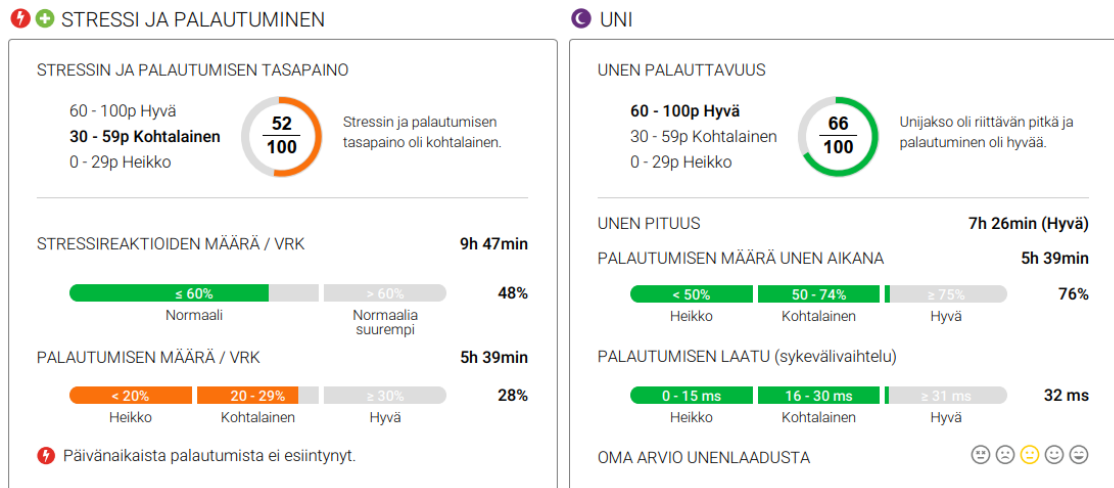 STRESSI JA PALAUTUMINEN
STRESSIN JA PALAUTUMISEN TASAPAINO
60 - 100p Hyvä
30 - 59p Kohtalainen
0 - 29p Heikko
52
100
Stressin ja palautumisen
tasapaino oli kohtalainen.
STRESSIREAKTIOIDEN MÄÄRÄ / VRK 9h 47min
≤ 60% > 60% 48%
Normaali Normaalia
suurempi
PALAUTUMISEN MÄÄRÄ / VRK 5h 39min
< 20% 20 - 29% ≥ 30% 28%
Heikko Kohtalainen Hyvä
Päivänaikaista palautumista ei esiintynyt.
UNI
UNEN PALAUTTAVUUS
60 - 100p Hyvä
30 - 59p Kohtalainen
0 - 29p Heikko
66
100
Unijakso oli riittävän pitkä ja
palautuminen oli hyvää.
UNEN PITUUS 7h 26min (Hyvä)
PALAUTUMISEN MÄÄRÄ UNEN AIKANA 5h 39min
< 50% 50 - 74% ≥ 75% 76%
Heikko Kohtalainen Hyvä
PALAUTUMISEN LAATU (sykevälivaihtelu)
0 - 15 ms 16 - 30 ms ≥ 31 ms 32 ms
Heikko Kohtalainen Hyvä
OMA ARVIO UNENLAADUSTA